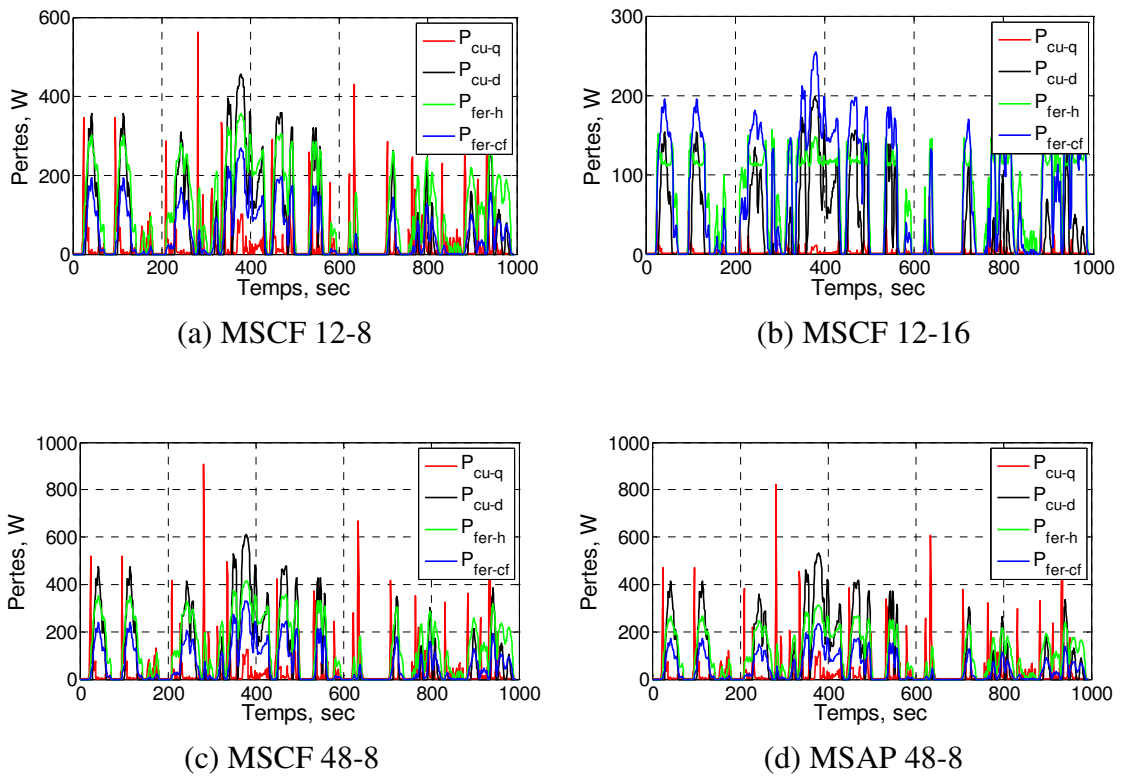 600
400
200
0
0 200 400 600 800 1000
Pertes, W
Temps, sec
P_cu-q
P_cu-d
P_fer-h
P_fer-cf
(a) MSCF 12-8
300
200
100
0
0 200 400 600 800 1000
Pertes, W
Temps, sec
P_cu-q
P_cu-d
P_fer-h
P_fer-cf
(b) MSCF 12-16
1000
800
600
400
200
0
0 200 400 600 800 1000
Pertes, W
Temps, sec
P_cu-q
P_cu-d
P_fer-h
P_fer-cf
(c) MSCF 48-8
1000
800
600
400
200
0
0 200 400 600 800 1000
Pertes, W
Temps, sec
P_cu-q
P_cu-d
P_fer-h
P_fer-cf
(d) MSAP 48-8